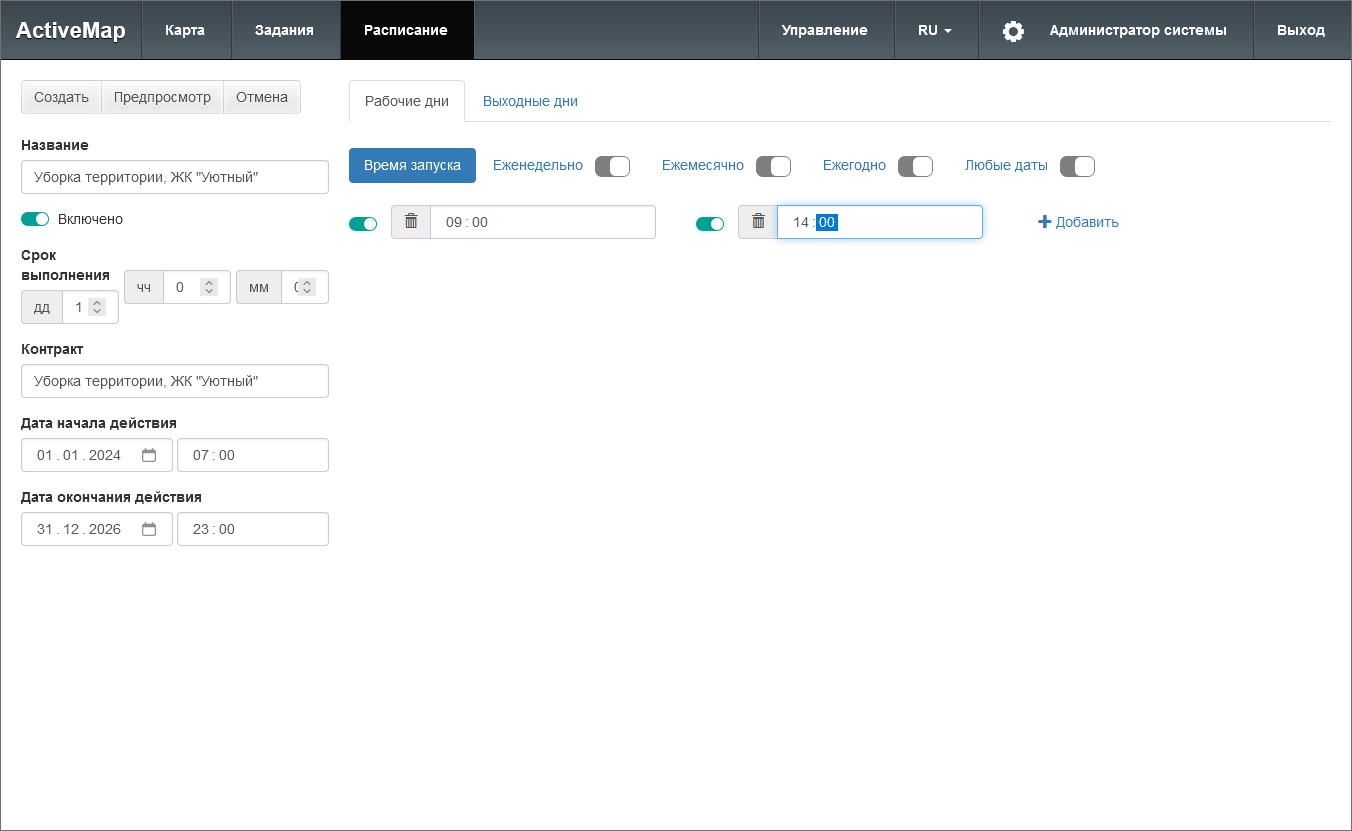 ActiveMap Карта Задания Расписание Управление RU Администратор системы Выход
Создать Предпросмотр Отмена
Рабочие дни Выходные дни
Название
Уборка территории, ЖК "Уютный"
Включено
Срок
выполнения
дд 1 чч 0 мм 0
Контракт
Уборка территории, ЖК "Уютный"
Дата начала действия
01 . 01 . 2024 07 : 00
Дата окончания действия
31 . 12 . 2026 23 : 00
Время запуска Еженедельно Ежемесячно Ежегодно Любые даты
09 : 00 14 : 00 Добавить